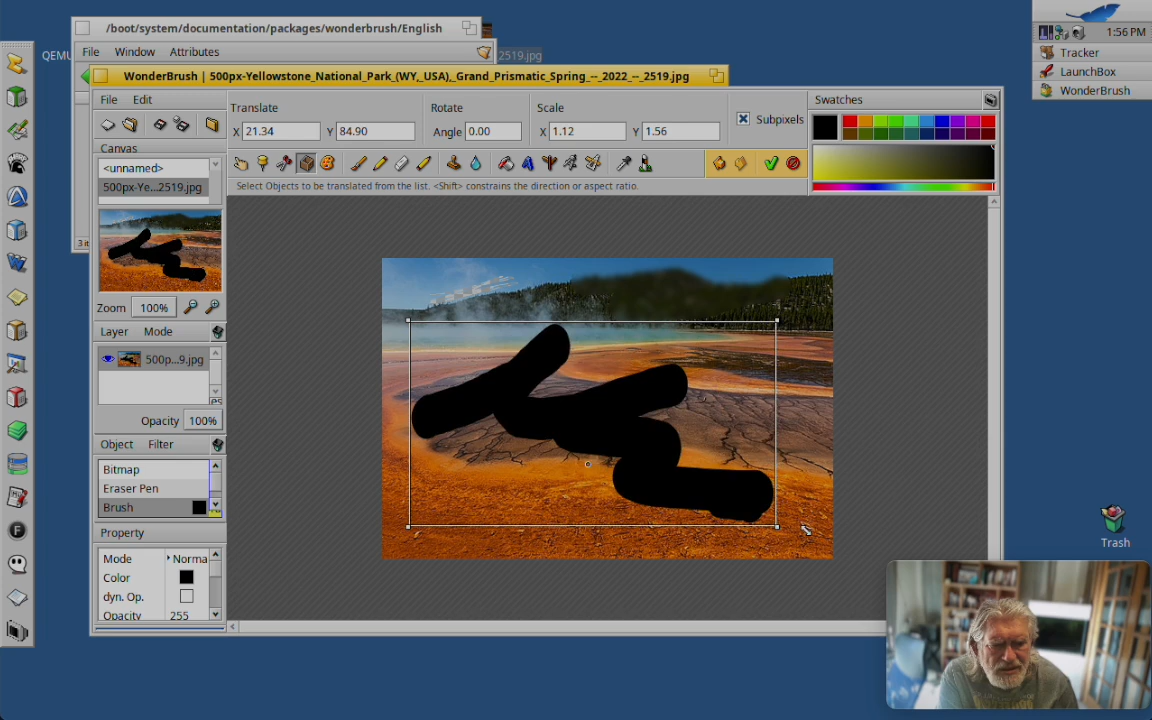 /boot/system/documentation/packages/wonderbrush/English
1:56 PM
File Window Attributes
QEMU
2519.jpg
Tracker
LaunchBox
WonderBrush
WonderBrush | 500px-Yellowstone_National_Park_(WY,_USA),_Grand_Prismatic_Spring_--_2022_--_2519.jpg
File Edit
Translate
X 21.34 Y 84.90
Rotate
Angle 0.00
Scale
X 1.12 Y 1.56
Subpixels
Swatches
Canvas
<unnamed>
500px-Ye...2519.jpg
Select Objects to be translated from the list. <Shift> constrains the direction or aspect ratio.
Zoom 100%
Layer Mode
500p...9.jpg
Opacity 100%
Object Filter
Bitmap
Eraser Pen
Brush
Property
Mode Norma
Color
dyn. Op.
Opacity 255
Trash